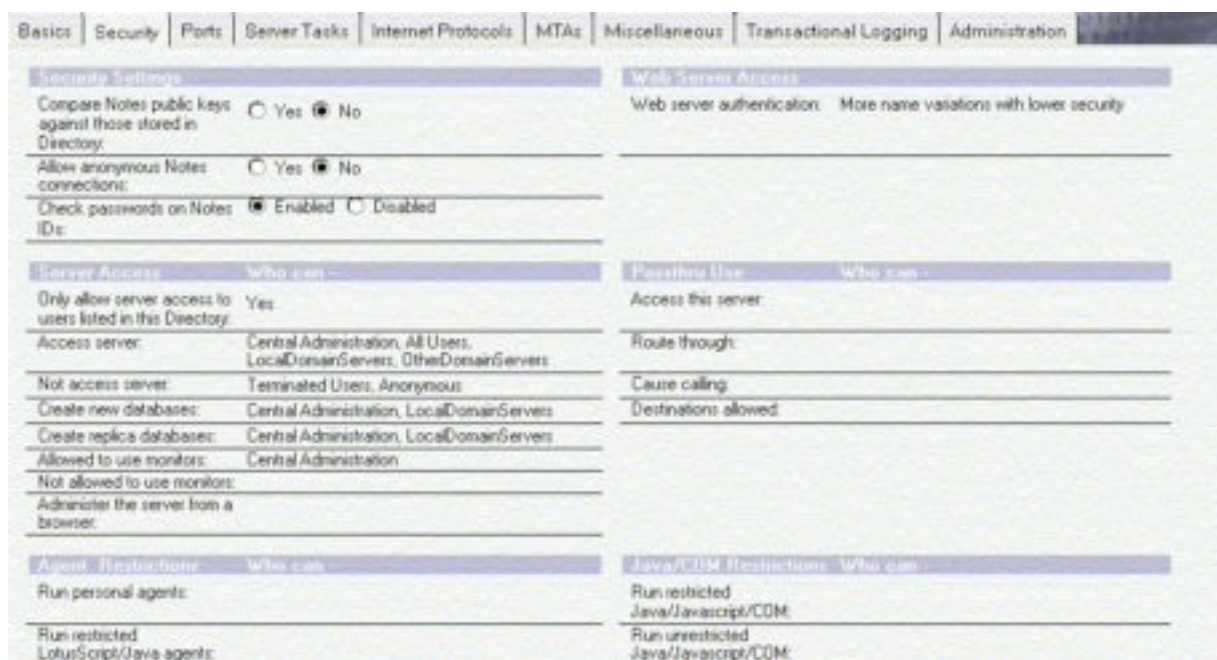 Basics Security Ports Server Tasks Internet Protocols MTAs Miscellaneous Transactional Logging Administration
Security Settings
Compare Notes public keys against those stored in Directory: Yes No
Allow anonymous Notes connections: Yes No
Check passwords on Notes IDs: Enabled Disabled
Web Server Access
Web server authentication: More name variations with lower security
Server Access Who can -
Only allow server access to users listed in this Directory: Yes
Access server: Central Administration, All Users, LocalDomainServers, OtherDomainServers
Not access server: Terminated Users, Anonymous
Create new databases: Central Administration, LocalDomainServers
Create replica databases: Central Administration, LocalDomainServers
Allowed to use monitors: Central Administration
Not allowed to use monitors:
Administer the server from a browser:
Passthru Use Who can -
Access this server:
Route through:
Cause calling:
Destinations allowed:
Agent Restrictions Who can -
Run personal agents:
Run restricted LotusScript/Java agents:
Java/COM Restrictions Who can -
Run restricted Java/Javascript/COM:
Run unrestricted Java/Javascript/COM: